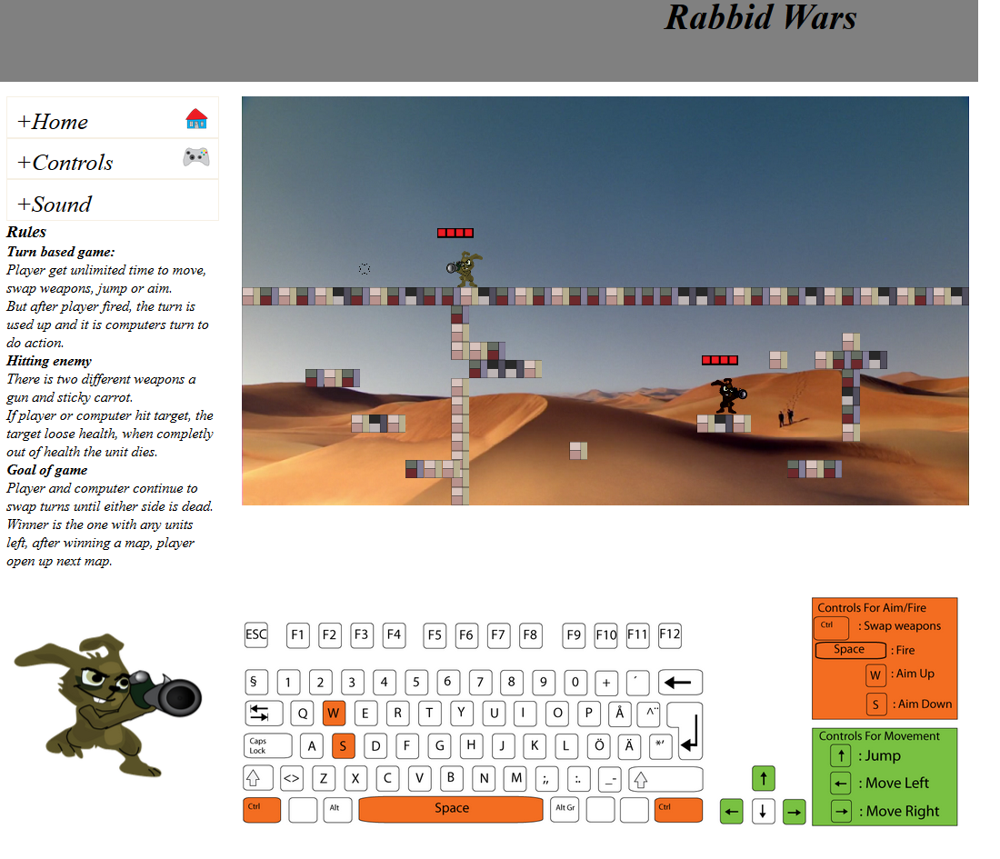 Rabbid Wars
+Home
+Controls
+Sound
Rules
Turn based game:
Player get unlimited time to move,
swap weapons, jump or aim.
But after player fired, the turn is
used up and it is computers turn to
do action.
Hitting enemy
There is two different weapons a
gun and sticky carrot.
If player or computer hit target, the
target loose health, when completly
out of health the unit dies.
Goal of game
Player and computer continue to
swap turns until either side is dead.
Winner is the one with any units
left, after winning a map, player
open up next map.
ESC F1 F2 F3 F4 F5 F6 F7 F8 F9 F10 F11 F12
§ 1 2 3 4 5 6 7 8 9 0 + ´
Q W E R T Y U I O P Å ^¨
Caps
Lock
A S D F G H J K L Ö Ä *'
<> Z X C V B N M ;, :. _-
Ctrl Alt Space Alt Gr Ctrl
Controls For Aim/Fire
Ctrl : Swap weapons
Space : Fire
W : Aim Up
S : Aim Down
Controls For Movement
↑ : Jump
← : Move Left
→ : Move Right